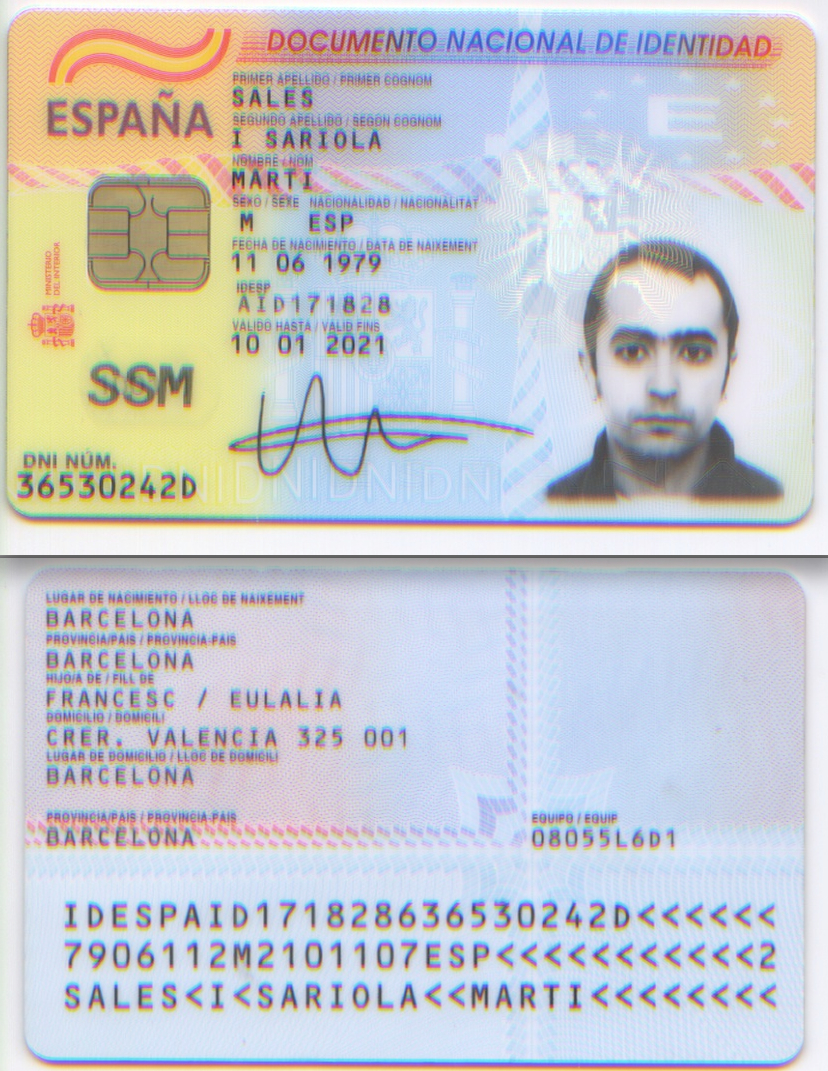 DOCUMENTO NACIONAL DE IDENTIDAD
ESPAÑA
PRIMER APELLIDO / PRIMER COGNOM
SALES
SEGUNDO APELLIDO / SEGON COGNOM
I SARIOLA
NOMBRE / NOM
MARTI
SEXO / SEXE NACIONALIDAD / NACIONALITAT
M ESP
FECHA DE NACIMIENTO / DATA DE NAIXEMENT
11 06 1979
IDESP
AID171828
VALIDO HASTA / VALID FINS
10 01 2021
MINISTERIO
DEL INTERIOR
SSM
DNI NÚM.
36530242D
DNIDNIDNIDNI
E
LUGAR DE NACIMIENTO / LLOC DE NAIXEMENT
BARCELONA
PROVINCIA/PAIS / PROVINCIA-PAIS
BARCELONA
HIJO/A DE / FILL DE
FRANCESC / EULALIA
DOMICILIO / DOMICILI
CRER. VALENCIA 325 001
LUGAR DE DOMICILIO / LLOC DE DOMICILI
BARCELONA
PROVINCIA/PAIS / PROVINCIA-PAIS
BARCELONA
EQUIPO / EQUIP
08055L6D1
IDESPAID171828636530242D<<<<<<
7906112M2101107ESP<<<<<<<<<<<2
SALES<I<SARIOLA<<MARTI<<<<<<<<